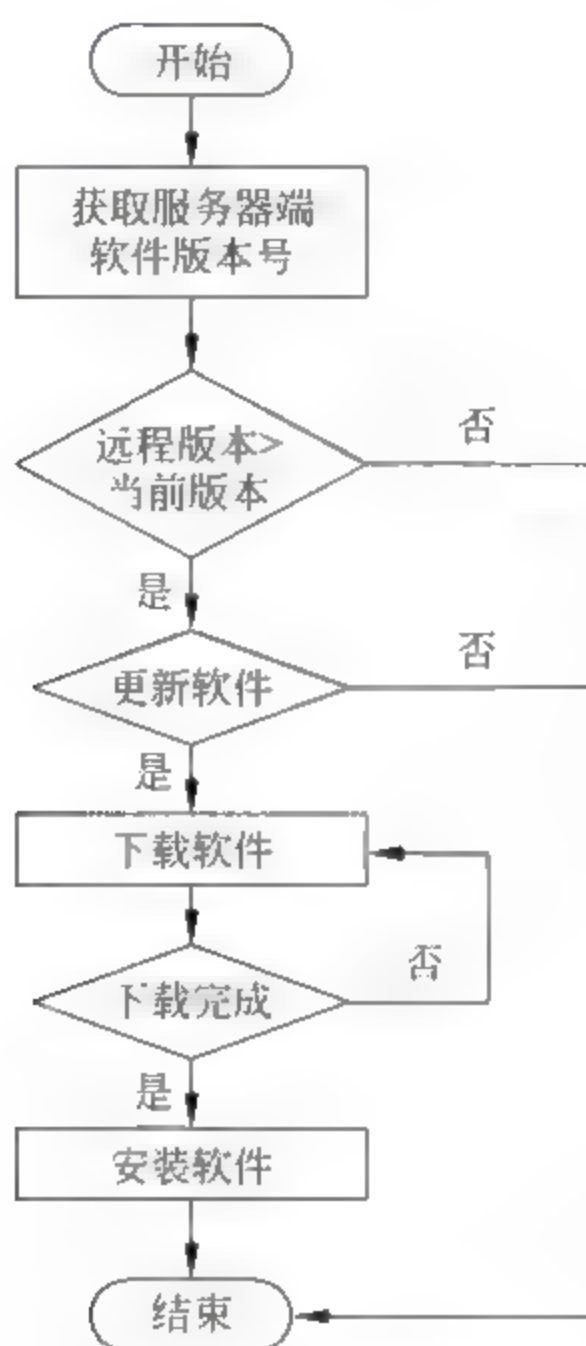 开始
获取服务器端
软件版本号
远程版本>
当前版本
否
是
更新软件
否
是
下载软件
下载完成
否
是
安装软件
结束